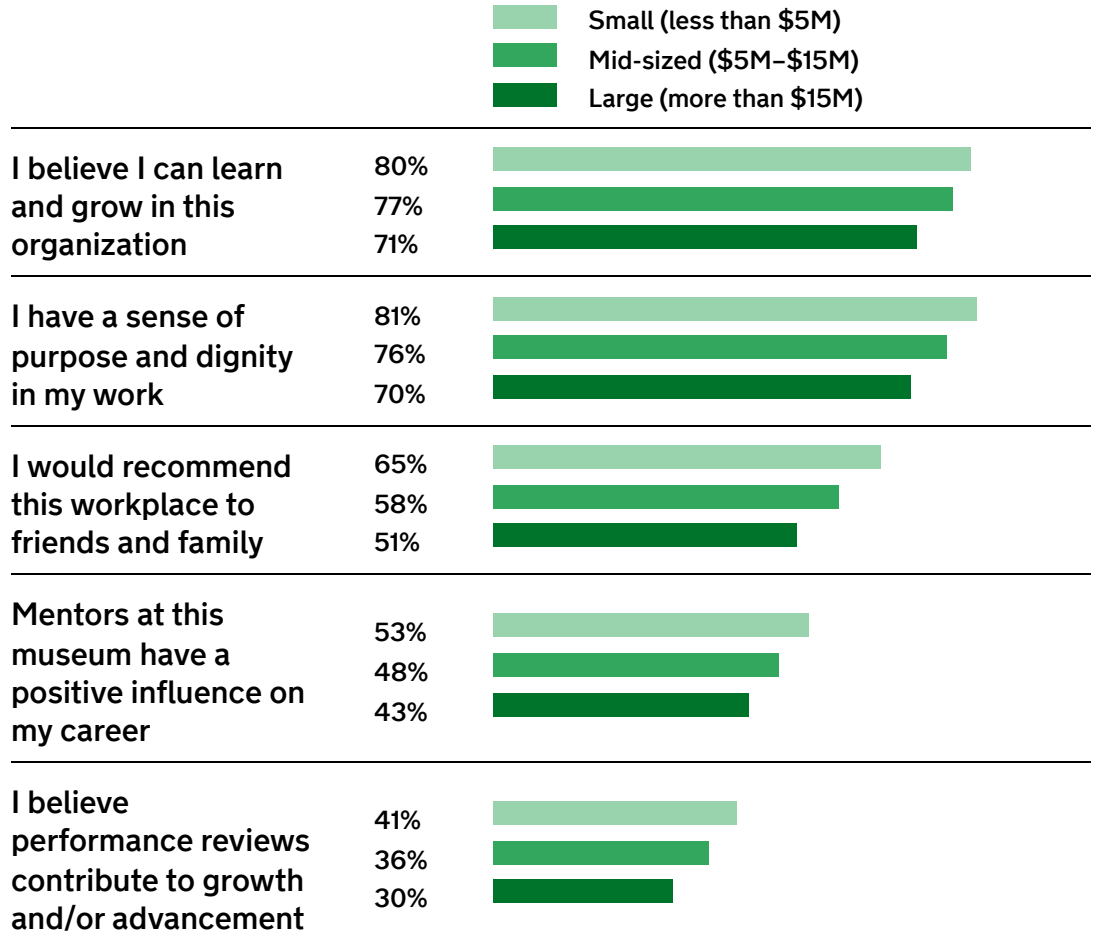 Small (less than $5M)
Mid-sized ($5M–$15M)
Large (more than $15M)
I believe I can learn
and grow in this
organization
80%
77%
71%
I have a sense of
purpose and dignity
in my work
81%
76%
70%
I would recommend
this workplace to
friends and family
65%
58%
51%
Mentors at this
museum have a
positive influence on
my career
53%
48%
43%
I believe
performance reviews
contribute to growth
and/or advancement
41%
36%
30%